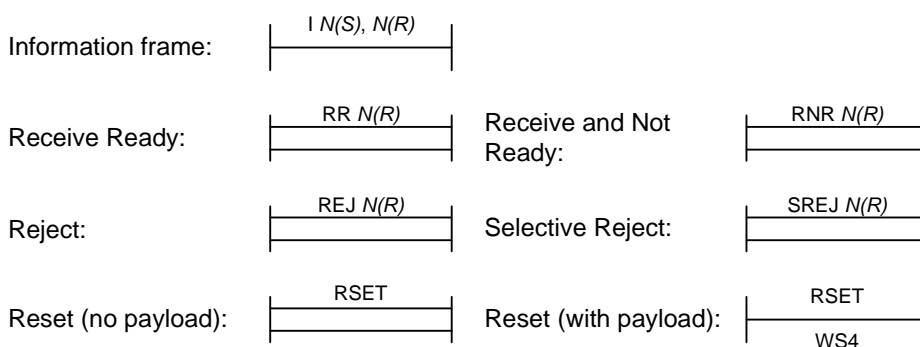 Information frame:
I N(S), N(R)
Receive Ready:
RR N(R)
Receive and Not
Ready:
RNR N(R)
Reject:
REJ N(R)
Selective Reject:
SREJ N(R)
Reset (no payload):
RSET
Reset (with payload):
RSET
WS4